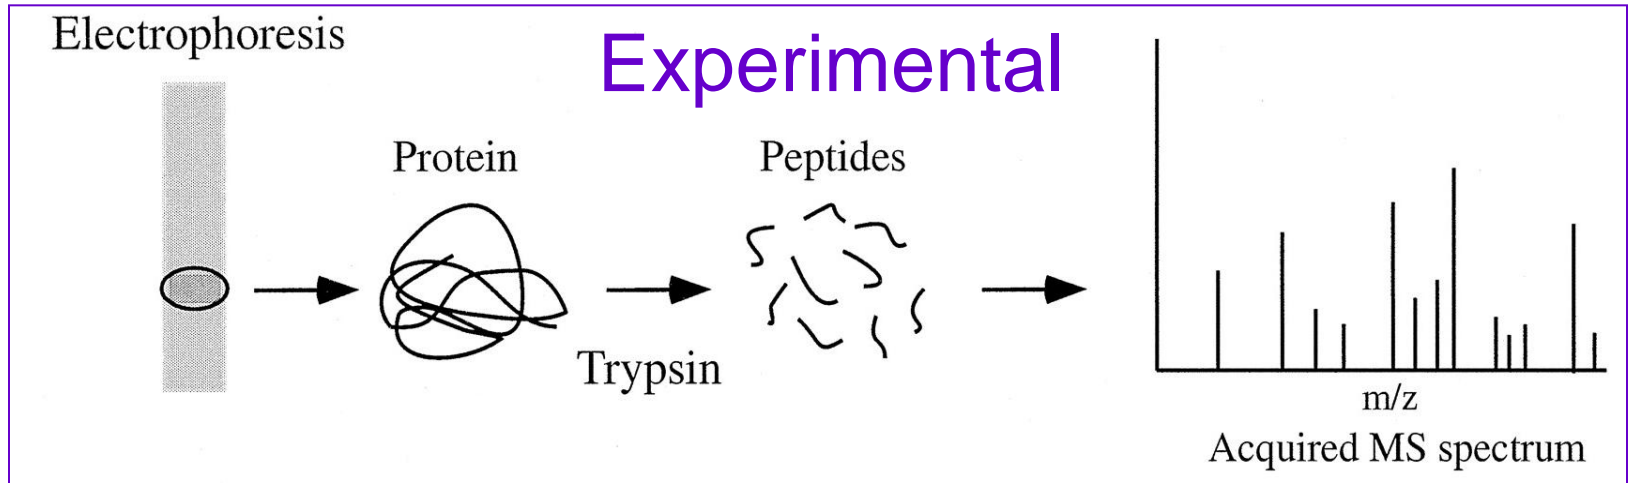 Electrophoresis
Experimental
Protein
Peptides
Trypsin
m/z
Acquired MS spectrum